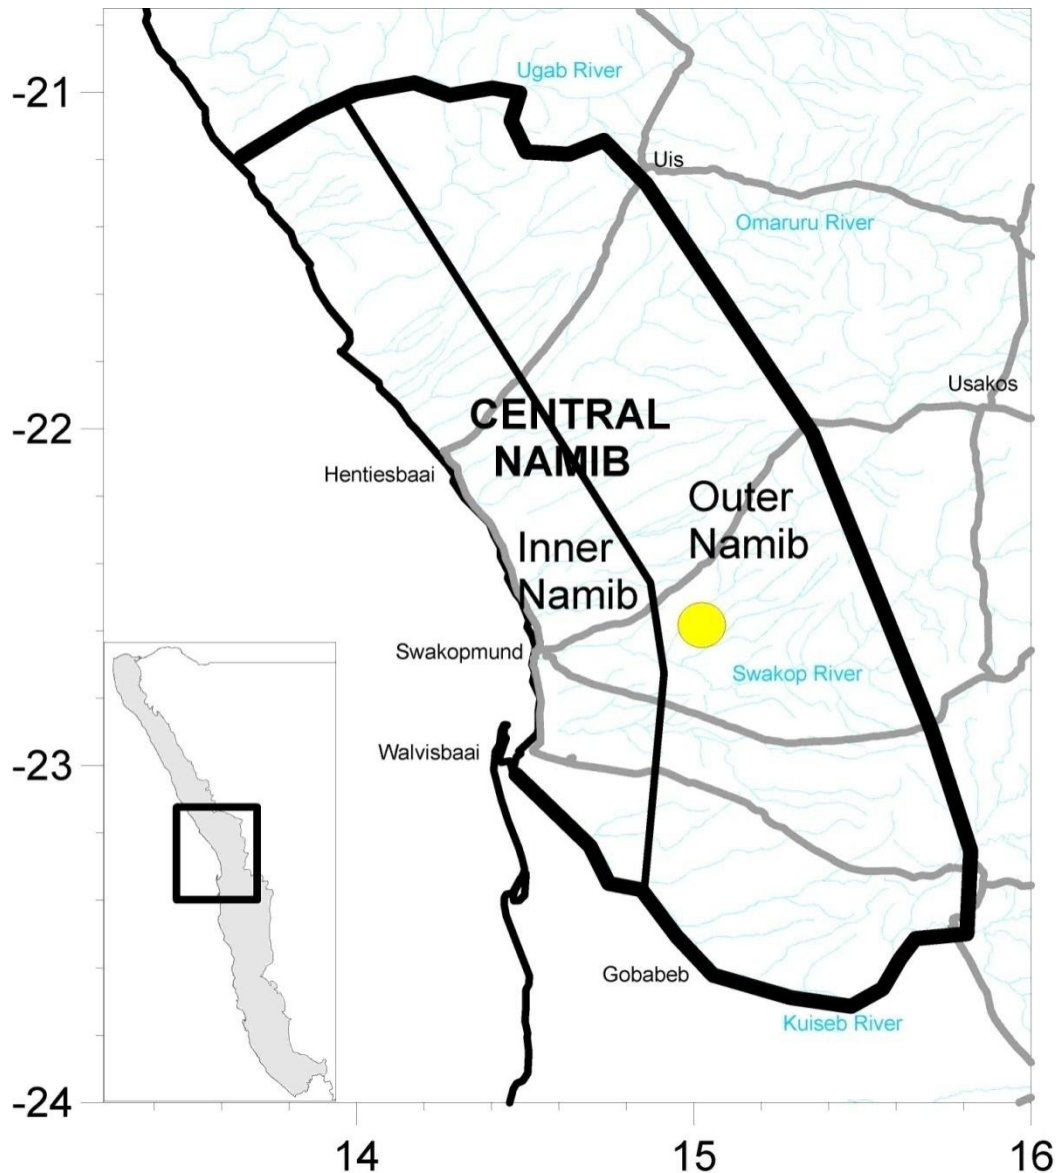 Ugab River
-21
Uis
Omaruru River
Usakos
CENTRAL
NAMIB
-22
Hentiesbaai
Outer
Namib
Inner
Namib
Swakopmund
Swakop River
Walvisbaai
-23
Gobabeb
Kuiseb River
-24
14
15
16